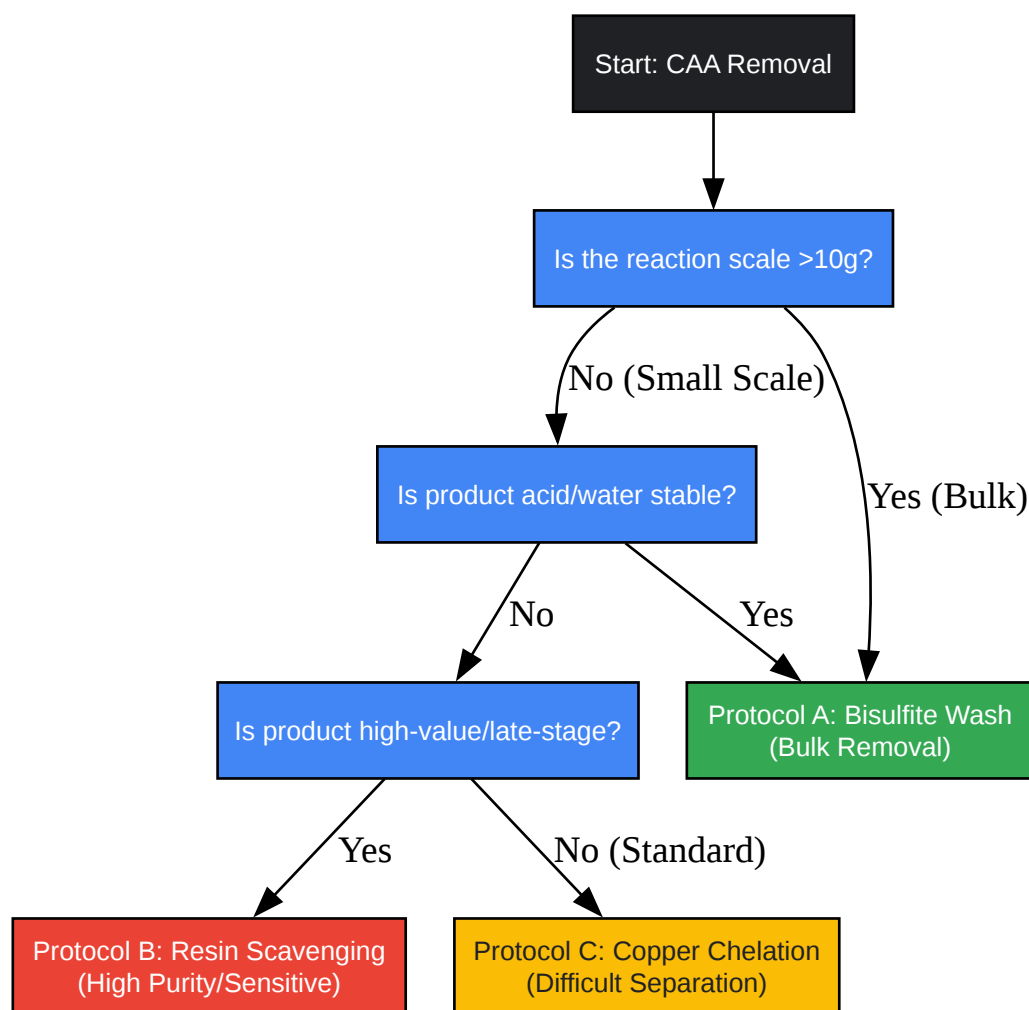 Start: CAA Removal
Is the reaction scale >10g?
No (Small Scale)
Yes (Bulk)
Is product acid/water stable?
No
Yes
Is product high-value/late-stage?
Protocol A: Bisulfite Wash
(Bulk Removal)
Yes
No (Standard)
Protocol B: Resin Scavenging
(High Purity/Sensitive)
Protocol C: Copper Chelation
(Difficult Separation)